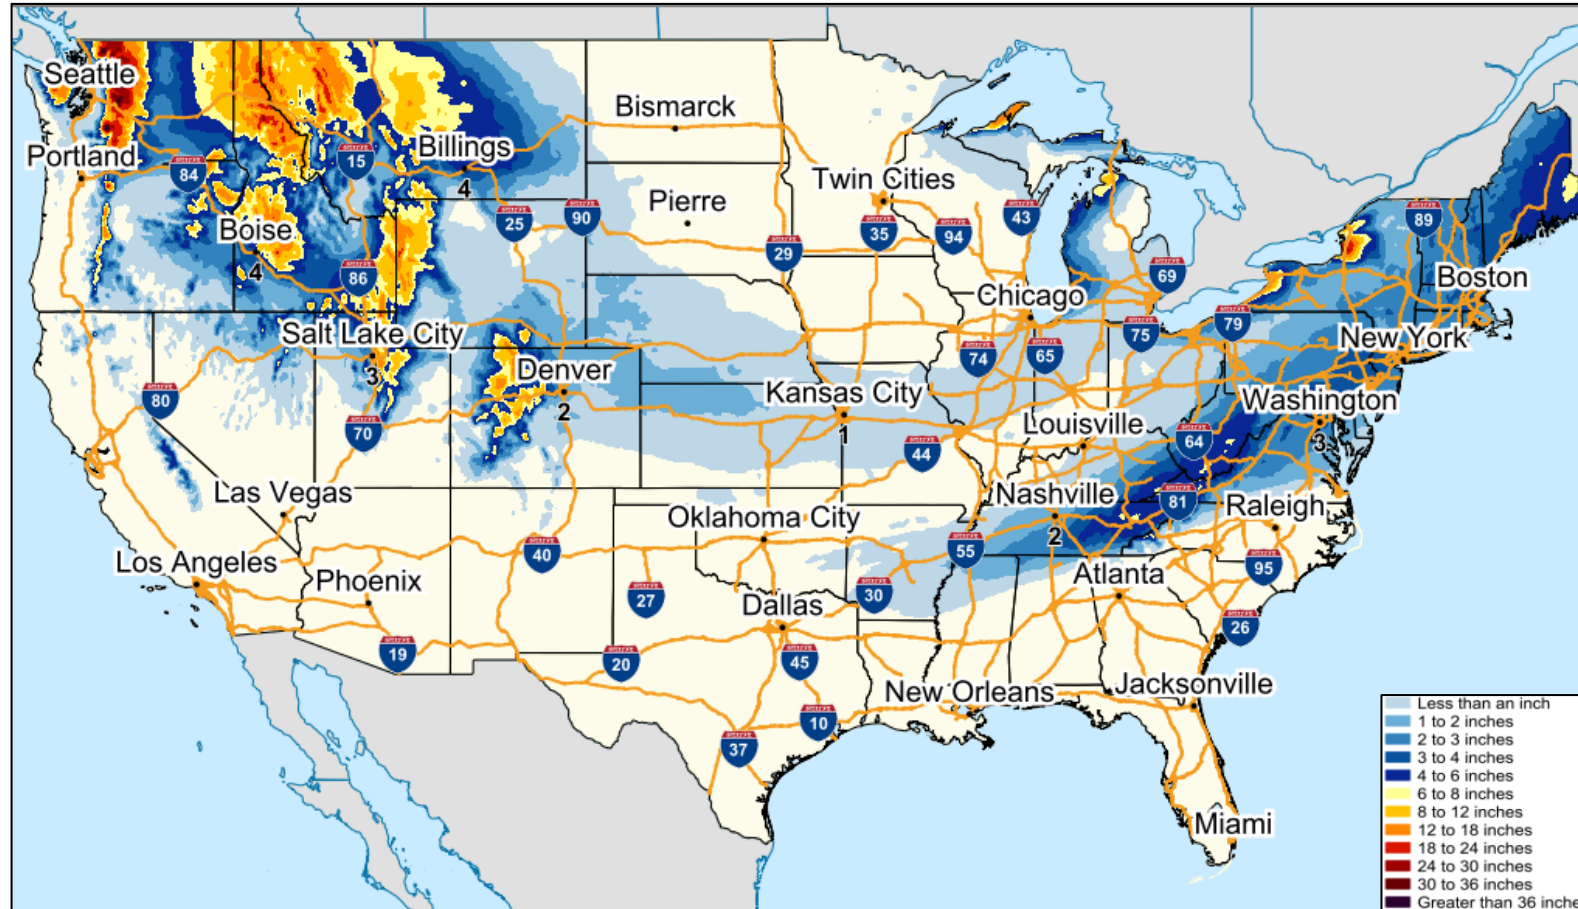 Seattle
Bismarck
Portland
84
15
Billings
4
Twin Cities
Pierre
43
89
Boise
4
25
90
35
94
29
86
69
Boston
Chicago
Salt Lake City
3
79
75
New York
74
65
Denver
2
80
Kansas City
1
Washington
3
70
Louisville
64
44
Las Vegas
Nashville
2
81
Raleigh
Oklahoma City
40
55
95
Los Angeles
Phoenix
27
30
Dallas
Atlanta
26
19
20
45
New Orleans
Jacksonville
10
37
Miami
Less than an inch
1 to 2 inches
2 to 3 inches
3 to 4 inches
4 to 6 inches
6 to 8 inches
8 to 12 inches
12 to 18 inches
18 to 24 inches
24 to 30 inches
30 to 36 inches
Greater than 36 inche